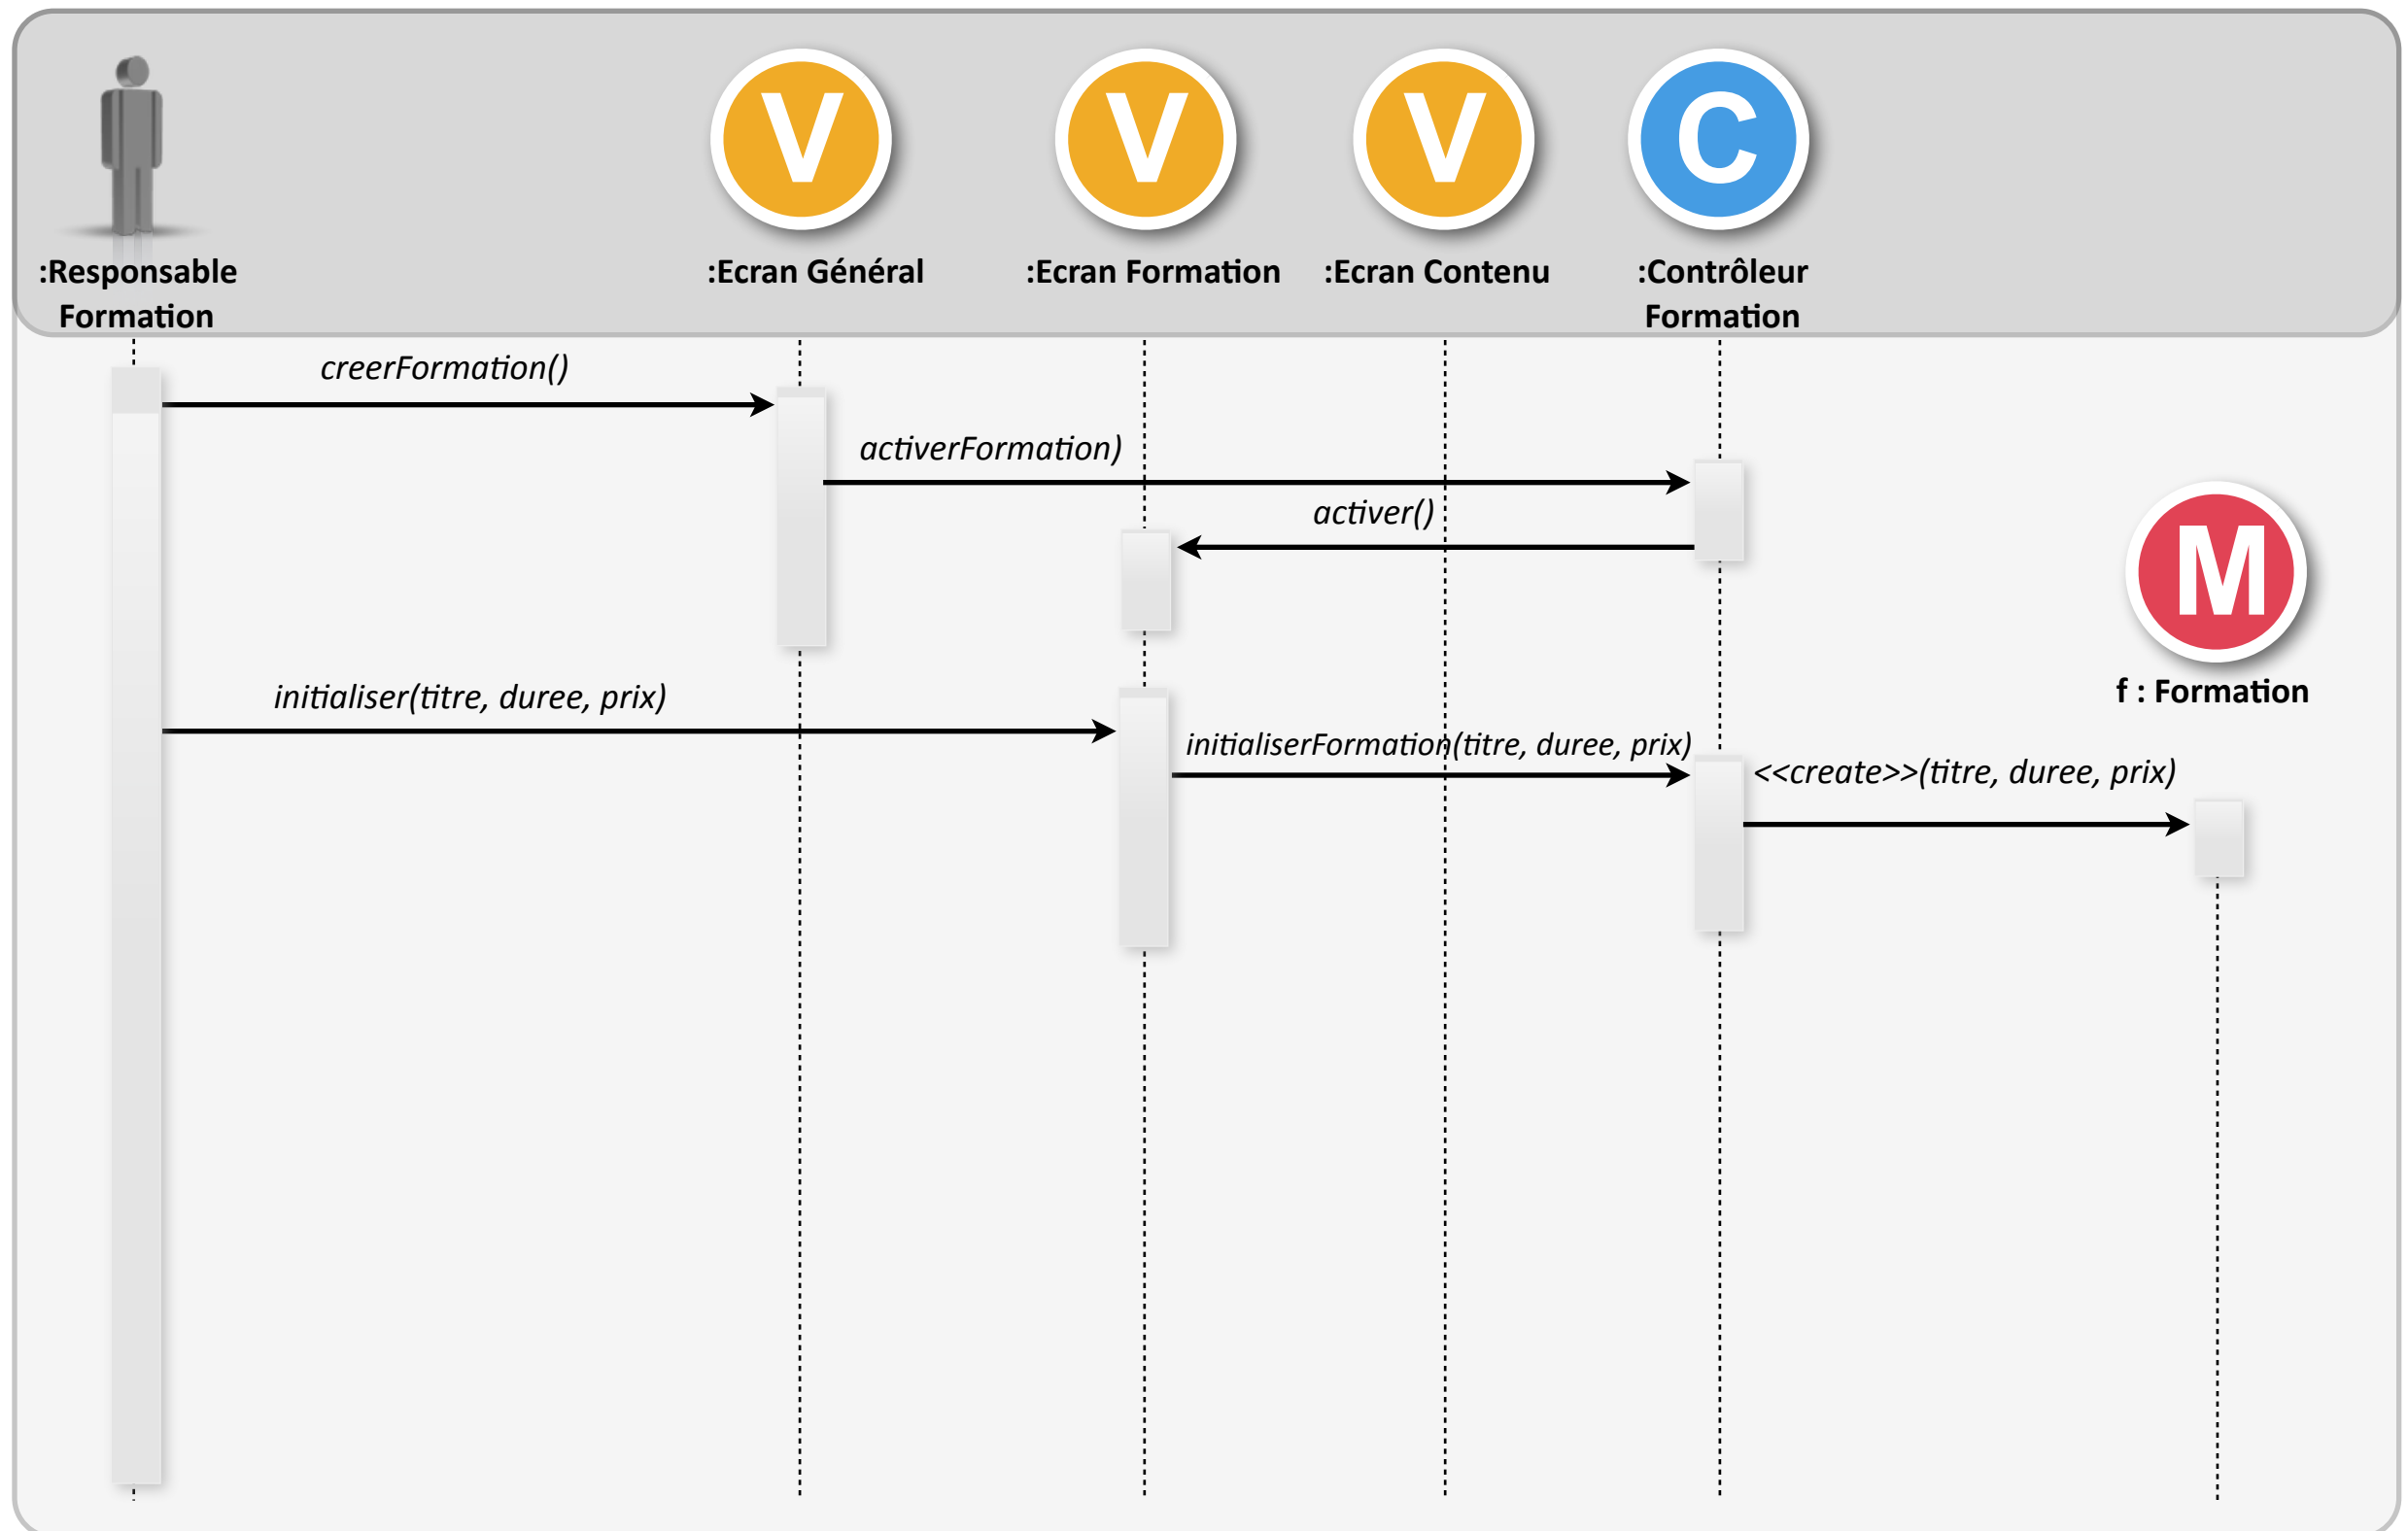 V
V
V
C
:Responsable
Formation
:Ecran Général
:Ecran Formation
:Ecran Contenu
:Contrôleur
Formation
creerFormation()
activerFormation)
activer()
M
f : Formation
initialiser(titre, duree, prix)
initialiserFormation(titre, duree, prix)
<<create>>(titre, duree, prix)